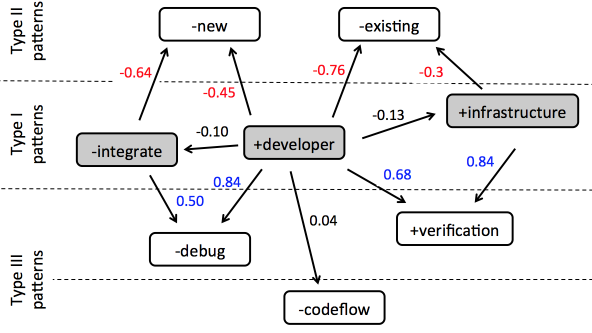 Type II
patterns
-new
-existing
-0.64
-0.45
-0.76
-0.3
Type I
patterns
-integrate
-0.10
+developer
-0.13
+infrastructure
0.50
0.84
0.68
0.84
-debug
0.04
+verification
Type III
patterns
-codeflow